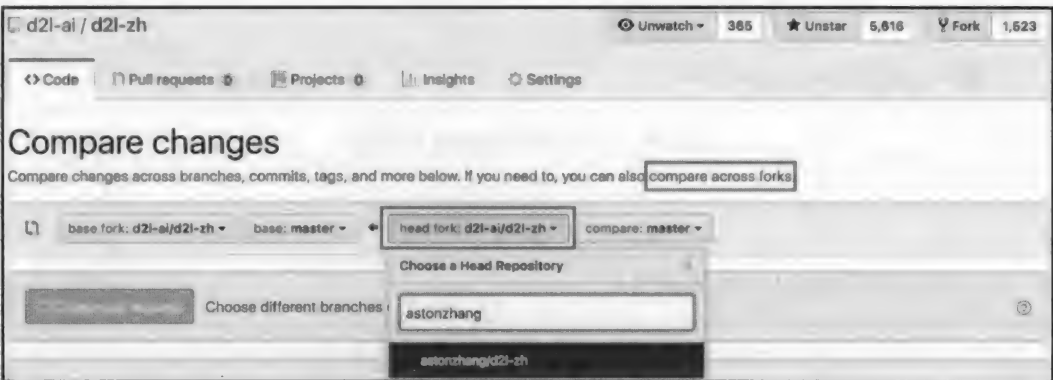 d2l-ai / d2l-zh Unwatch 365 Unstar 5,616 Fork 1,523
<> Code Pull requests 0 Projects 0 Insights Settings
Compare changes
Compare changes across branches, commits, tags, and more below. If you need to, you can also compare across forks.
base fork: d2l-ai/d2l-zh base: master head fork: d2l-ai/d2l-zh compare: master
Choose a Head Repository
Choose different branches
astonzhang
astonzhang/d2l-zh